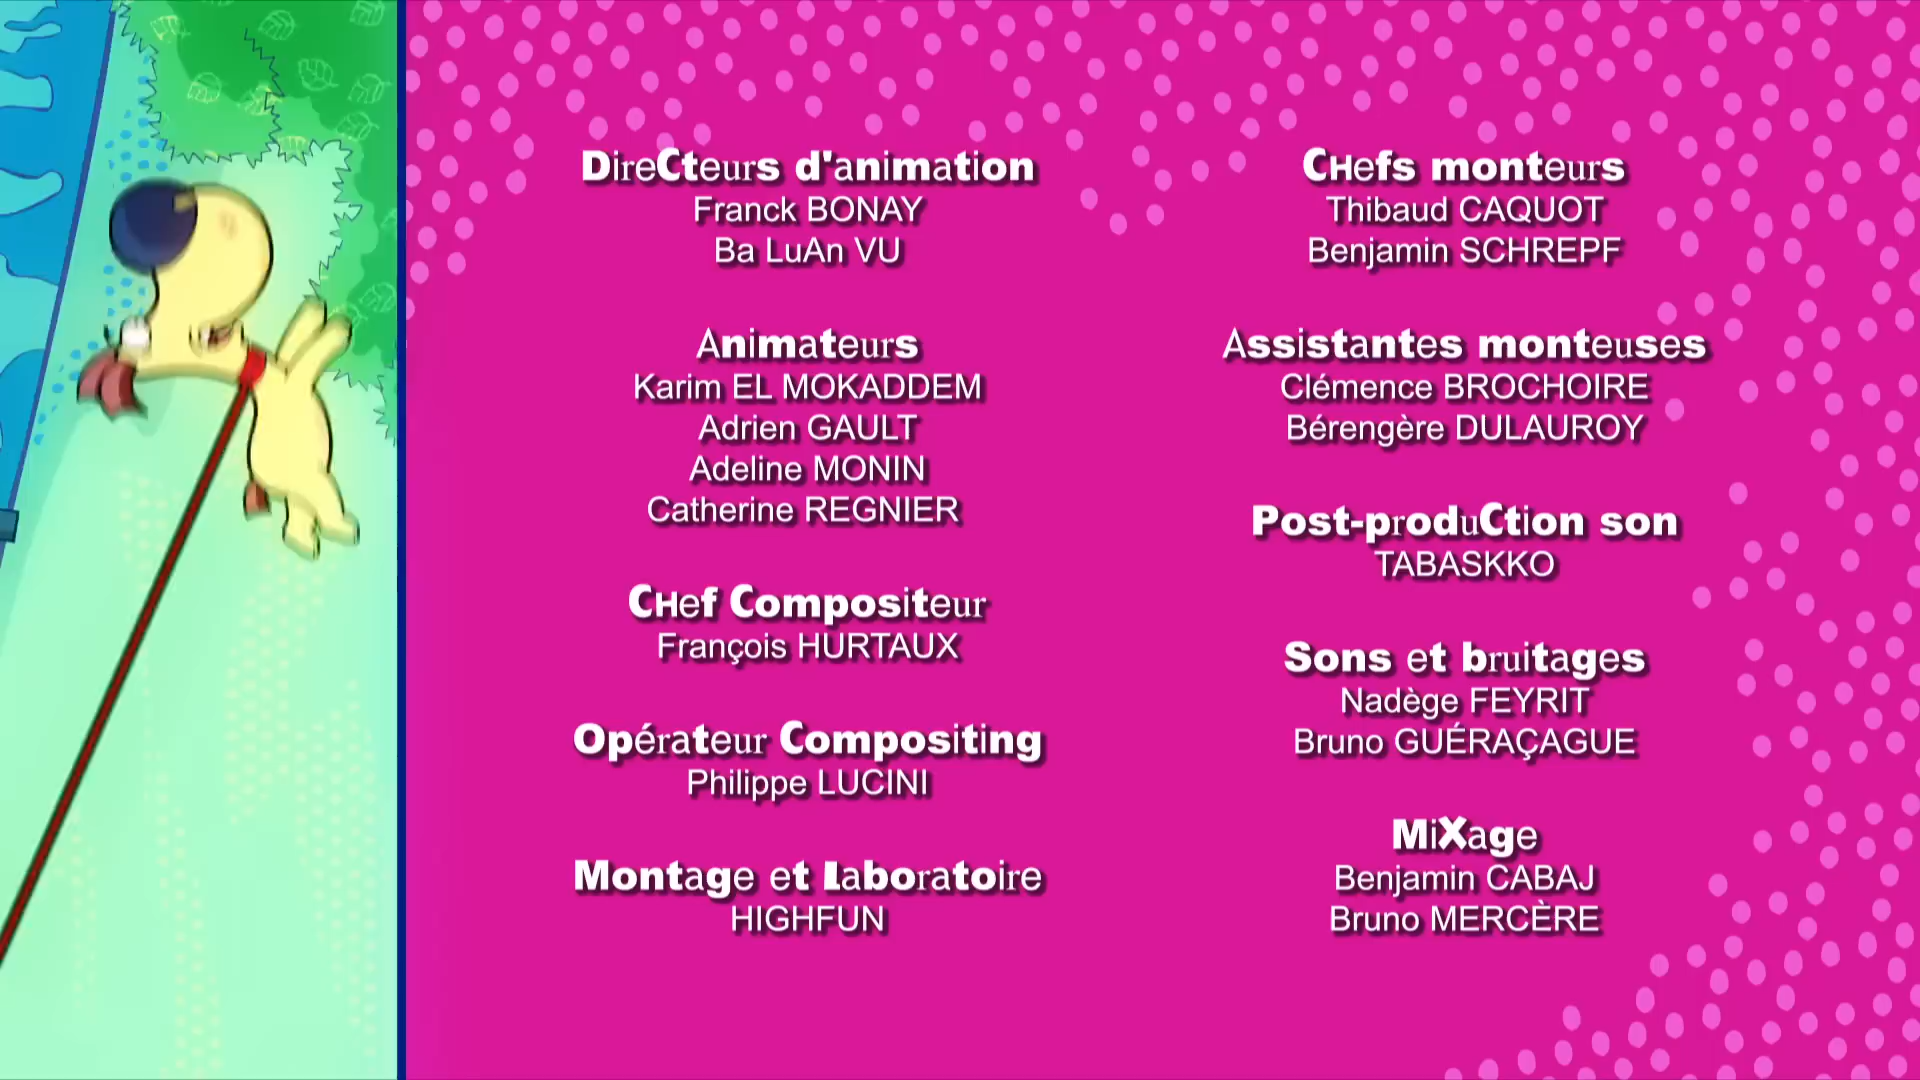 Directeurs d'animation
Franck BONAY
Ba LuAn VU
Animateurs
Karim EL MOKADDEM
Adrien GAULT
Adeline MONIN
Catherine REGNIER
Chef Compositeur
François HURTAUX
Opérateur Compositing
Philippe LUCINI
Montage et Laboratoire
HIGHFUN
Chefs monteurs
Thibaud CAQUOT
Benjamin SCHREPF
Assistantes monteuses
Clémence BROCHOIRE
Bérengère DULAUROY
Post-production son
TABASKKO
Sons et bruitages
Nadège FEYRIT
Bruno GUÉRAÇAGUE
Mixage
Benjamin CABAJ
Bruno MERCÈRE